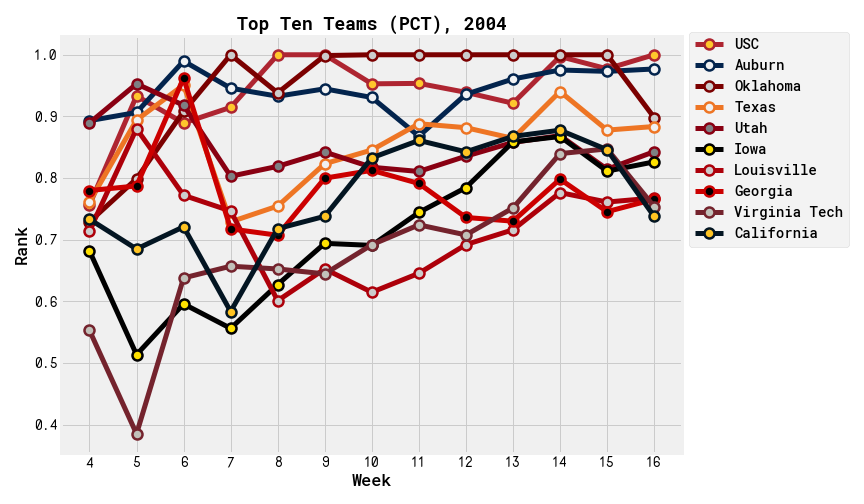 Top Ten Teams (PCT), 2004
1.0
0.9
0.8
0.7
0.6
0.5
0.4
Rank
4 5 6 7 8 9 10 11 12 13 14 15 16
Week
USC
Auburn
Oklahoma
Texas
Utah
Iowa
Louisville
Georgia
Virginia Tech
California